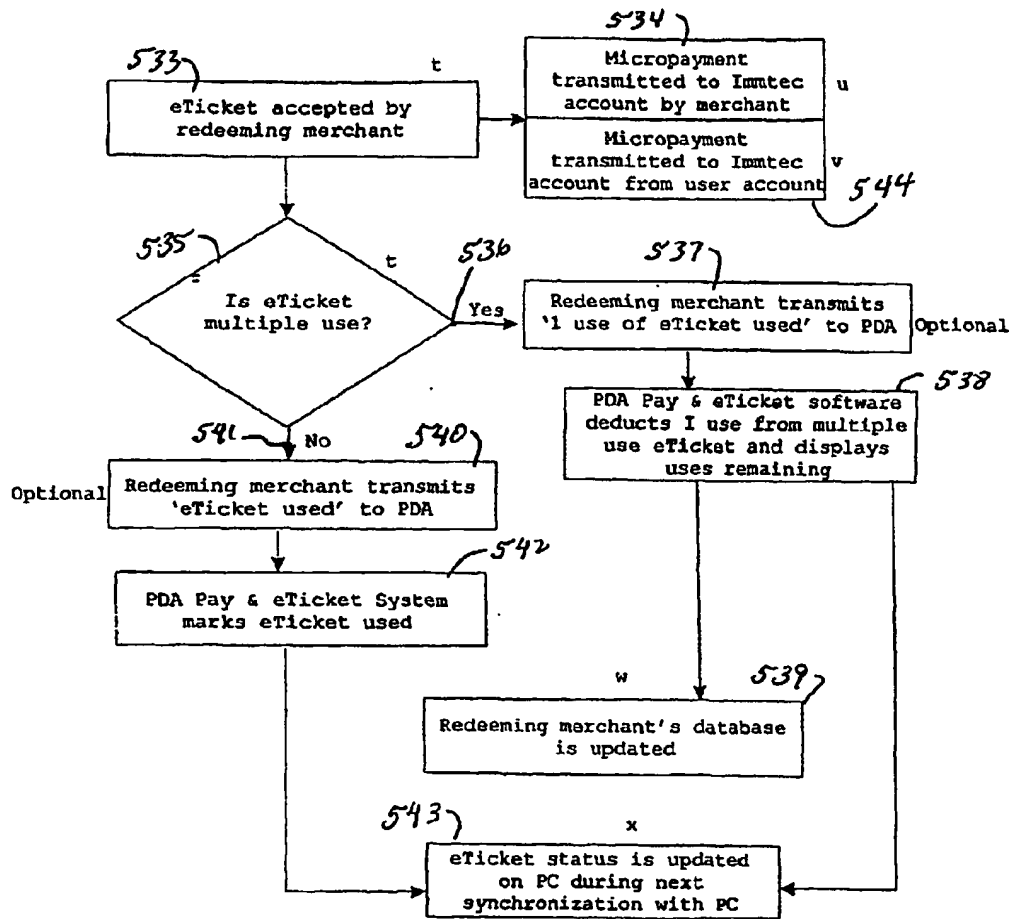 533
t
534
eTicket accepted by
redeeming merchant
Micropayment
transmitted to Immtec
account by merchant
u
Micropayment
transmitted to Immtec
account from user account
v
544
535
t
536
537
Is eTicket
multiple use?
Yes
Redeeming merchant transmits
'1 use of eTicket used' to PDA
Optional
538
PDA Pay & eTicket software
deducts I use from multiple
use eTicket and displays
uses remaining
541
No
540
Optional
Redeeming merchant transmits
'eTicket used' to PDA
542
PDA Pay & eTicket System
marks eTicket used
w
539
Redeeming merchant's database
is updated
543
x
eTicket status is updated
on PC during next
synchronization with PC